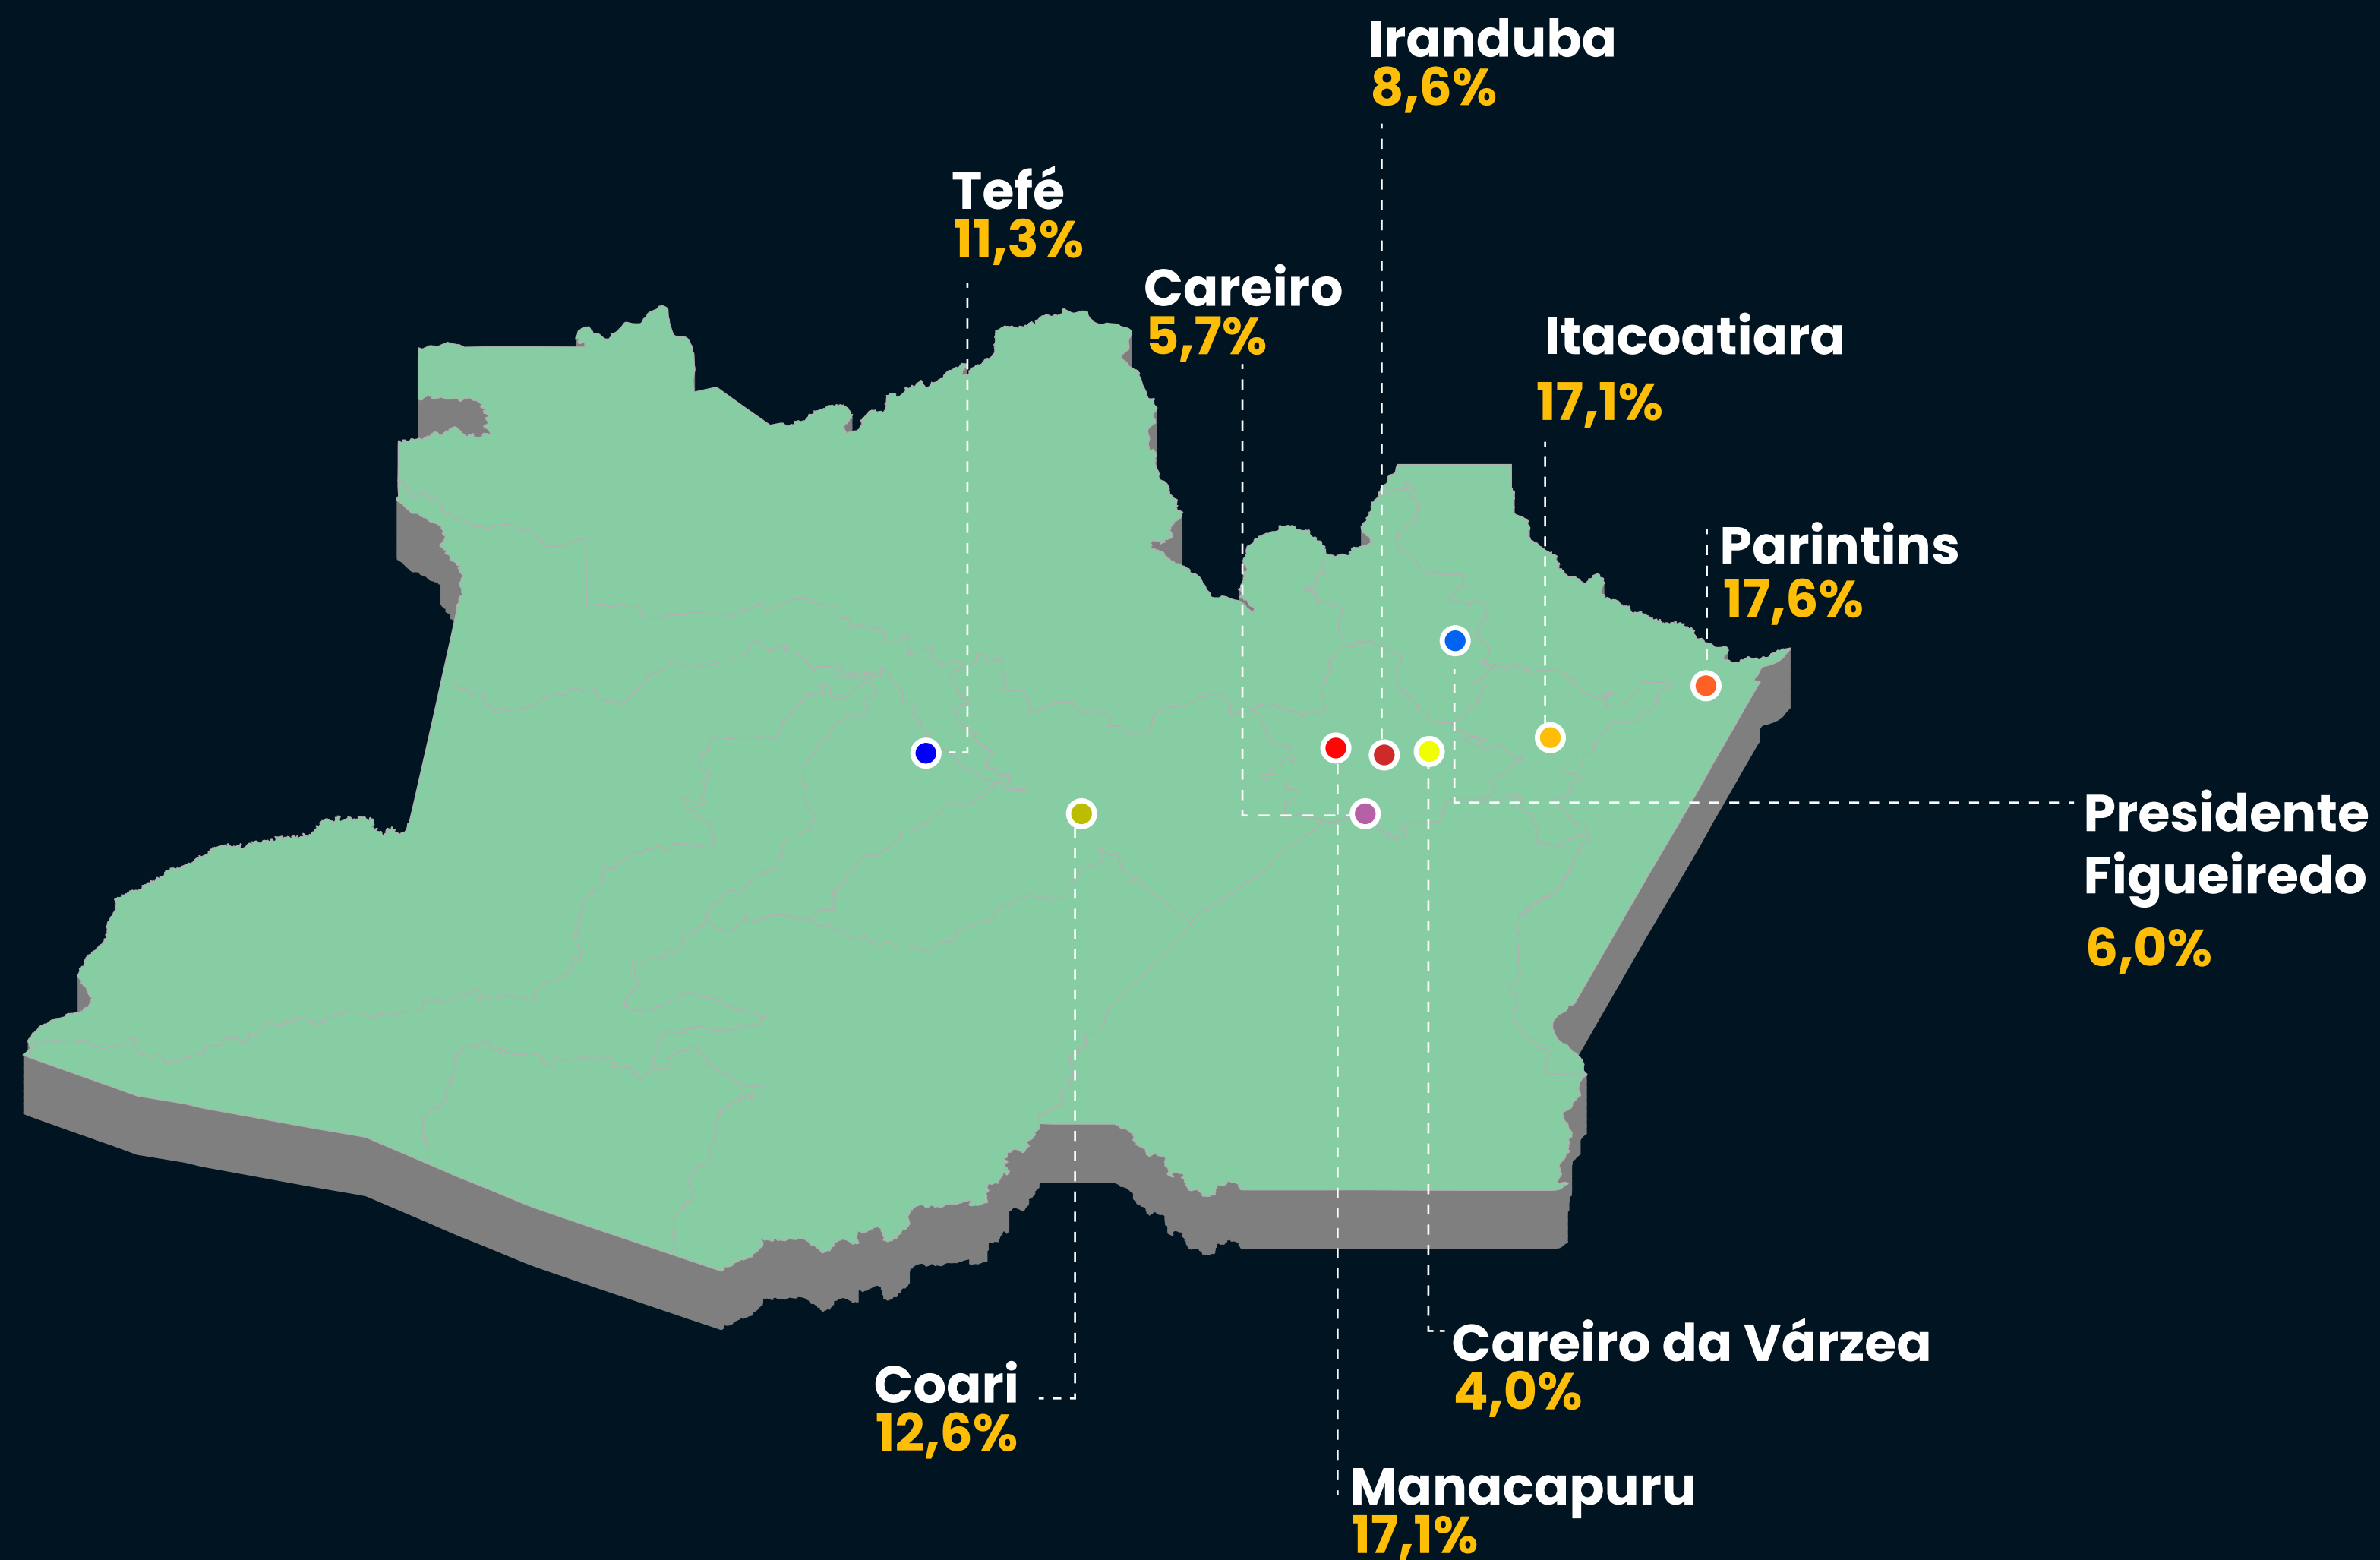 Iranduba
8,6%
Tefé
11,3%
Careiro
5,7%
Itacoatiara
17,1%
Parintins
17,6%
Presidente
Figueiredo
6,0%
Careiro da Várzea
4,0%
Coari
12,6%
Manacapuru
17,1%